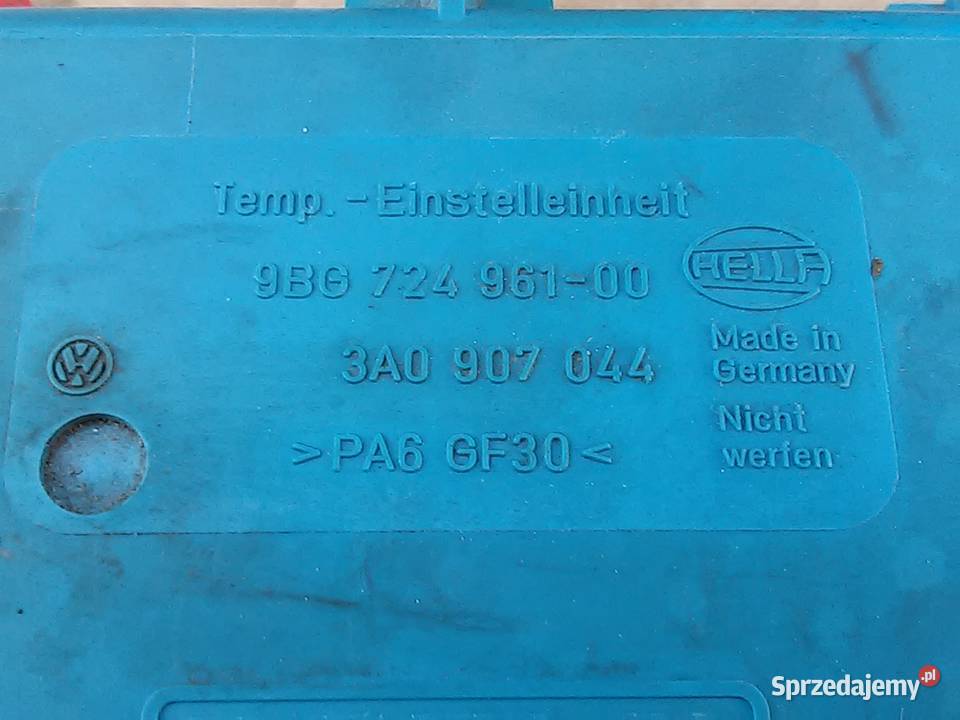 Temp. -Einstelleinheit
9BG 724 961-00
HELLA
3A0 907 044
Made in
Germany
VW
>PA6 GF30<
Nicht
werfen
Sprzedajemy.pl